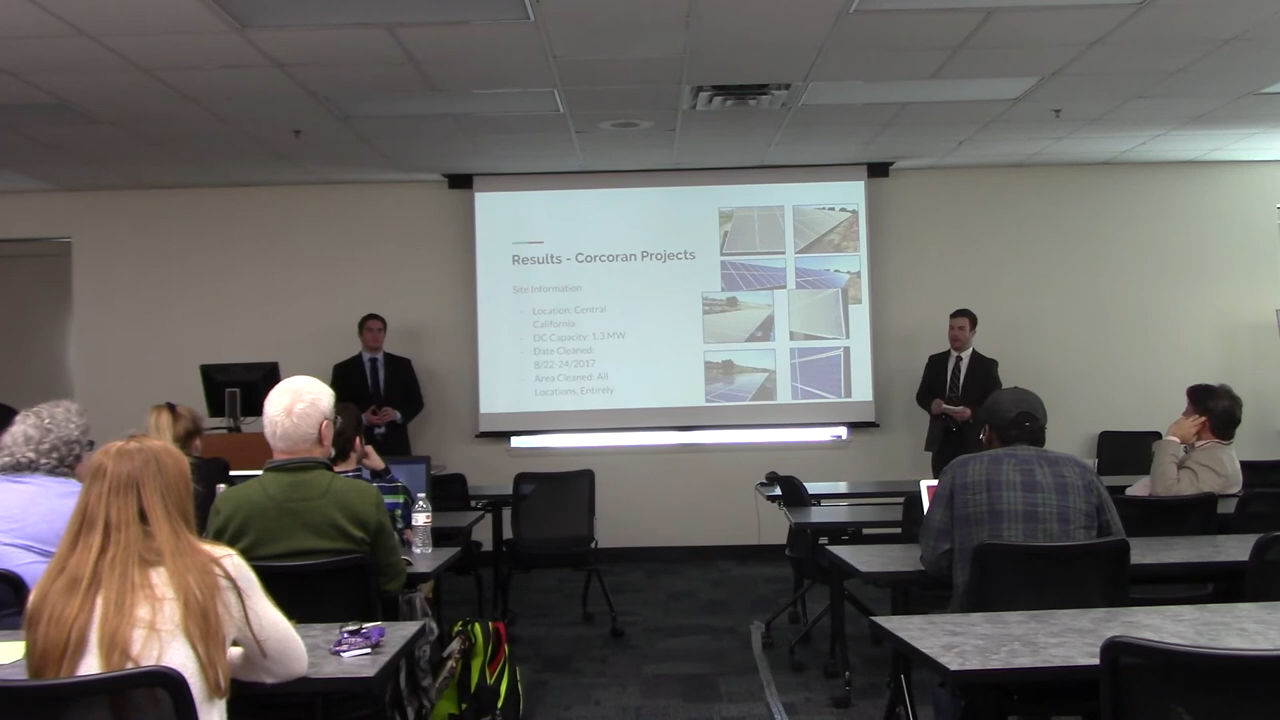 Results - Corcoran Projects
Site Information
- Location: Central
California
- DC Capacity: 1.3 MW
- Date Cleaned:
8/22-24/2017
- Area Cleaned: All
Locations, Entirely